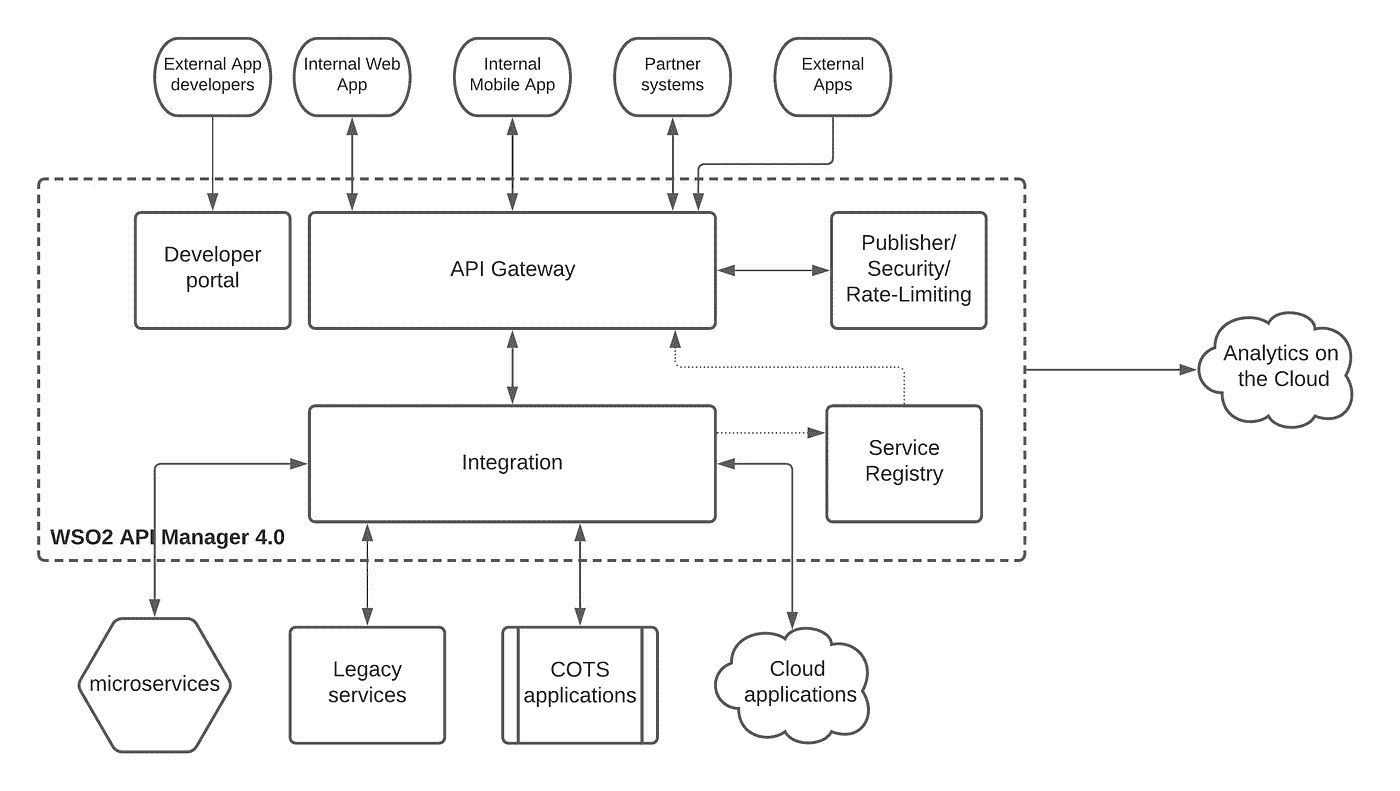 External App
developers
Internal Web
App
Internal
Mobile App
Partner
systems
External
Apps
Developer
portal
API Gateway
Publisher/
Security/
Rate-Limiting
Analytics on
the Cloud
Integration
Service
Registry
WSO2 API Manager 4.0
microservices
Legacy
services
COTS
applications
Cloud
applications